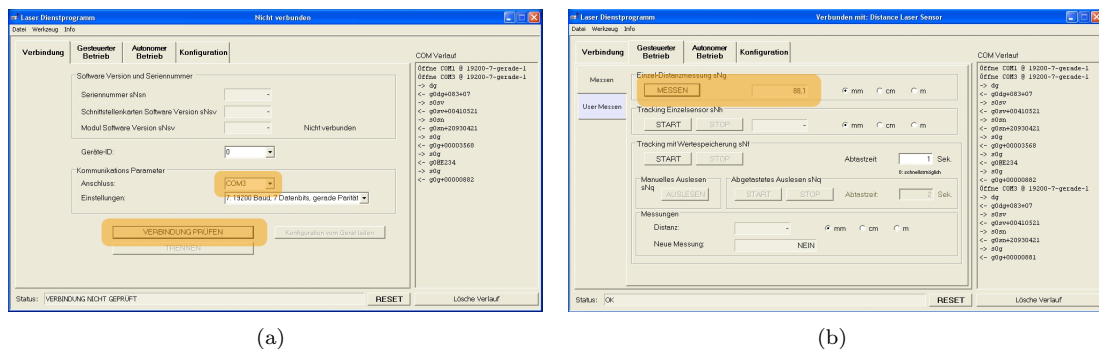 Laser Dienstprogramm Nicht verbunden
Datei Werkzeug Info
Verbindung Gesteuerter Betrieb Autonomer Betrieb Konfiguration
Software Version und Seriennummer
Seriennummer sNsn -
Schnittstellenkarten Software Version sNsv -
Modul Software Version sNsv - Nicht verbunden
Geräte-ID: 0
Kommunikations Parameter
Anschluss: COM3
Einstellungen: 7: 19200 Baud, 7 Datenbits, gerade Parität
VERBINDUNG PRÜFEN Konfiguration vom Gerät laden
TRENNEN
COM Verlauf
Öffne COM1 @ 19200-7-gerade-1
Öffne COM3 @ 19200-7-gerade-1
-> dg
<- g0dg+083+07
-> s0sv
<- g0sv+00410521
-> s0sn
<- g0sn+20930421
-> s0g
<- g0g+00003568
-> s0g
<- g0@E234
-> s0g
<- g0g+00000882
Status: VERBINDUNG NICHT GEPRÜFT RESET Lösche Verlauf
(a)
Laser Dienstprogramm Verbunden mit: Distance Laser Sensor
Datei Werkzeug Info
Verbindung Gesteuerter Betrieb Autonomer Betrieb Konfiguration
Messen
User Messen
Einzel-Distanzmessung sNg
MESSEN 88,1 mm cm m
Tracking Einzelsensor sNh
START STOP - mm cm m
Tracking mit Wertespeicherung sNf
START STOP Abtastzeit 1 Sek.
0: schnellstmöglich
Manuelles Auslesen sNq
AUSLESEN
Abgetastetes Auslesen sNq
START STOP Abtastzeit: 2 Sek.
Messungen
Distanz: - mm cm m
Neue Messung: NEIN
COM Verlauf
Öffne COM1 @ 19200-7-gerade-1
Öffne COM3 @ 19200-7-gerade-1
-> dg
<- g0dg+083+07
-> s0sv
<- g0sv+00410521
-> s0sn
<- g0sn+20930421
-> s0g
<- g0g+00003568
-> s0g
<- g0@E234
-> s0g
<- g0g+00000882
Öffne COM3 @ 19200-7-gerade-1
-> dg
<- g0dg+083+07
-> s0sv
<- g0sv+00410521
-> s0sn
<- g0sn+20930421
-> s0g
<- g0g+00000881
Status: OK RESET Lösche Verlauf
(b)